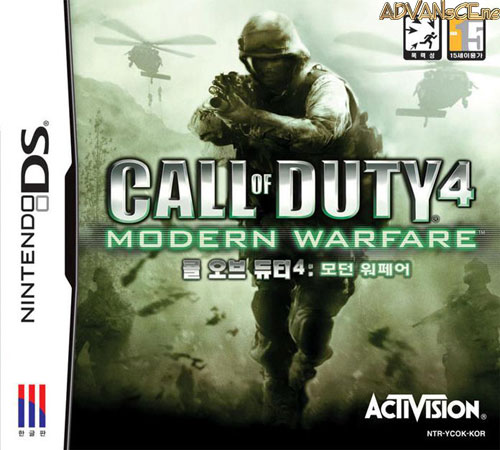 ADVANsCEne
폭력성
15세이용가
NINTENDO DS
CALL OF DUTY 4
MODERN WARFARE™
콜 오브 듀티4: 모던 워페어
한글판
ACTIVISION®
NTR-YCOK-KOR